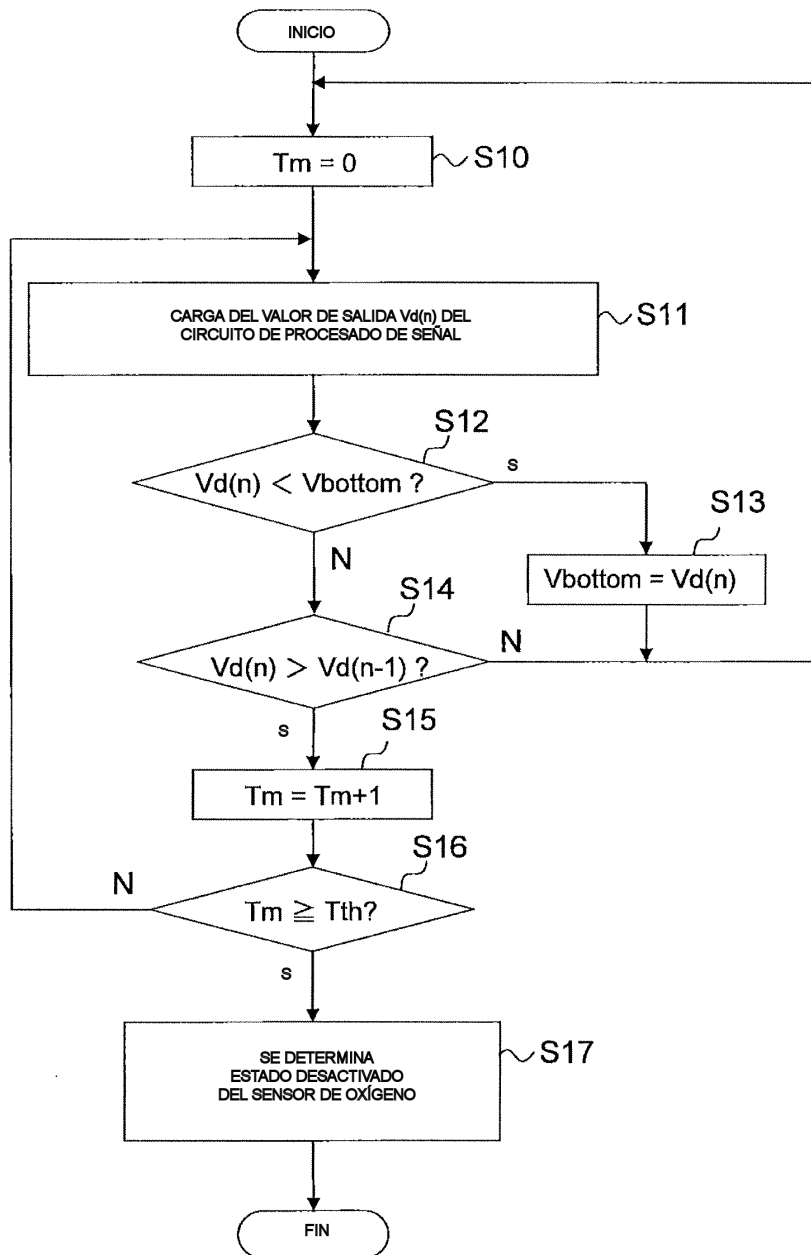 INICIO
Tm = 0
S10
CARGA DEL VALOR DE SALIDA Vd(n) DEL
CIRCUITO DE PROCESADO DE SEÑAL
S11
S12
Vd(n) < Vbottom ?
s
N
S13
Vbottom = Vd(n)
S14
Vd(n) > Vd(n-1) ?
N
s
S15
Tm = Tm+1
S16
N
Tm ≧ Tth?
s
SE DETERMINA
ESTADO DESACTIVADO
DEL SENSOR DE OXÍGENO
S17
FIN